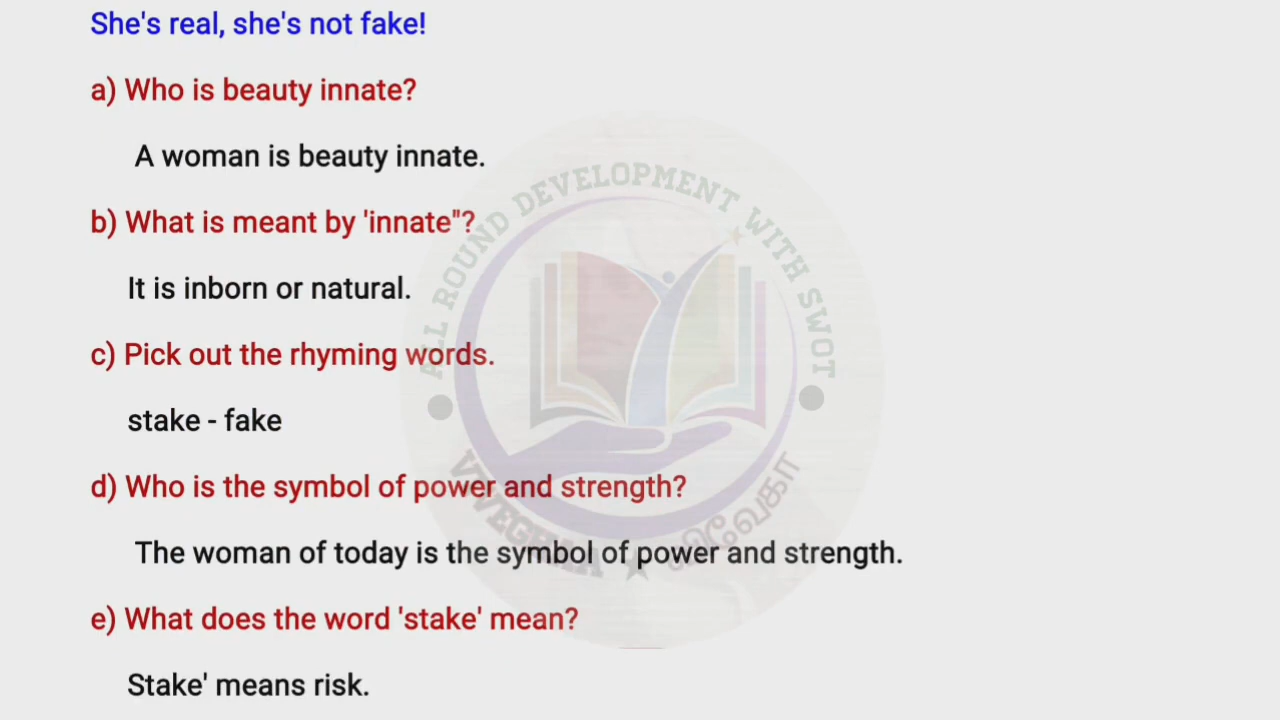 She's real, she's not fake!
a) Who is beauty innate?
A woman is beauty innate.
b) What is meant by 'innate"?
It is inborn or natural.
c) Pick out the rhyming words.
stake - fake
d) Who is the symbol of power and strength?
The woman of today is the symbol of power and strength.
e) What does the word 'stake' mean?
Stake' means risk.
ALL ROUND DEVELOPMENT WITH SWOT
VVEGHAA ★ விவேகா